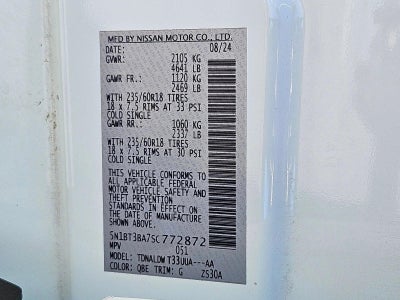 MFD BY NISSAN MOTOR CO., LTD.
DATE: 08/24
GVWR: 2105 KG
4641 LB
GAWR FR.: 1120 KG
2469 LB
WITH 235/60R18 TIRES
18 x 7.5 RIMS AT 33 PSI
COLD SINGLE
GAWR RR.: 1060 KG
2337 LB
WITH 235/60R18 TIRES
18 x 7.5 RIMS AT 30 PSI
COLD SINGLE
THIS VEHICLE CONFORMS
TO ALL APPLICABLE FEDERAL
MOTOR VEHICLE SAFETY AND
THEFT PREVENTION
STANDARDS IN EFFECT ON
THE DATE OF MANUFACTURE
SHOWN ABOVE.
5N1BT3BA7SC772872
MPV 051
MODEL: TDNALDW T33UUA---AA
COLOR: QBE TRIM: G ZS30A